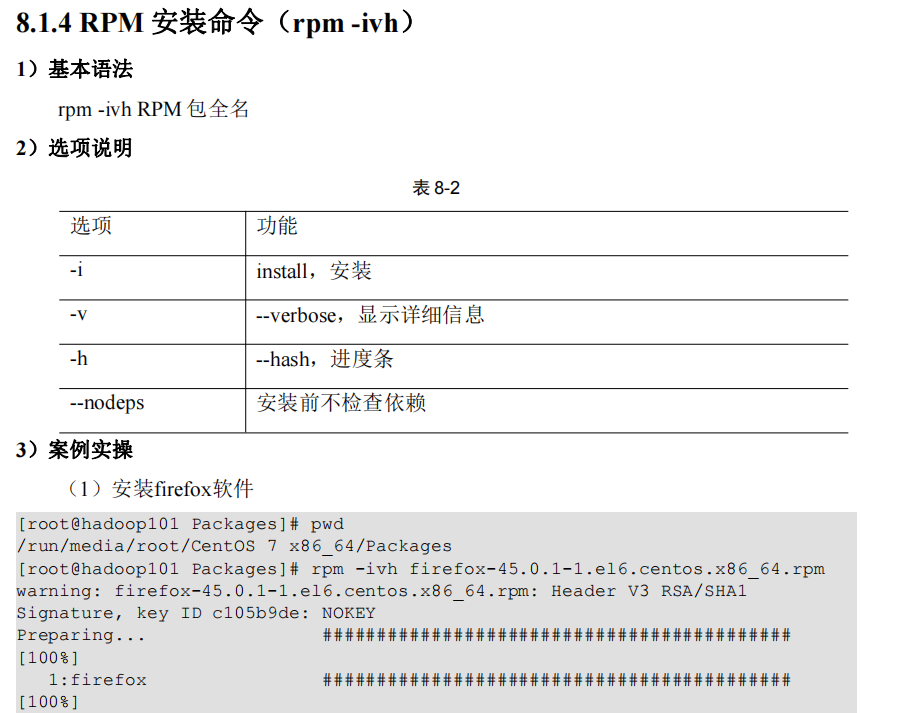 8.1.4 RPM 安装命令（rpm -ivh）
1）基本语法
rpm -ivh RPM 包全名
2）选项说明
表 8-2
选项 功能
-i install，安装
-v --verbose，显示详细信息
-h --hash，进度条
--nodeps 安装前不检查依赖
3）案例实操
（1）安装firefox软件
[root@hadoop101 Packages]# pwd
/run/media/root/CentOS 7 x86_64/Packages
[root@hadoop101 Packages]# rpm -ivh firefox-45.0.1-1.el6.centos.x86_64.rpm
warning: firefox-45.0.1-1.el6.centos.x86_64.rpm: Header V3 RSA/SHA1
Signature, key ID c105b9de: NOKEY
Preparing... ###########################################
[100%]
1:firefox ###########################################
[100%]